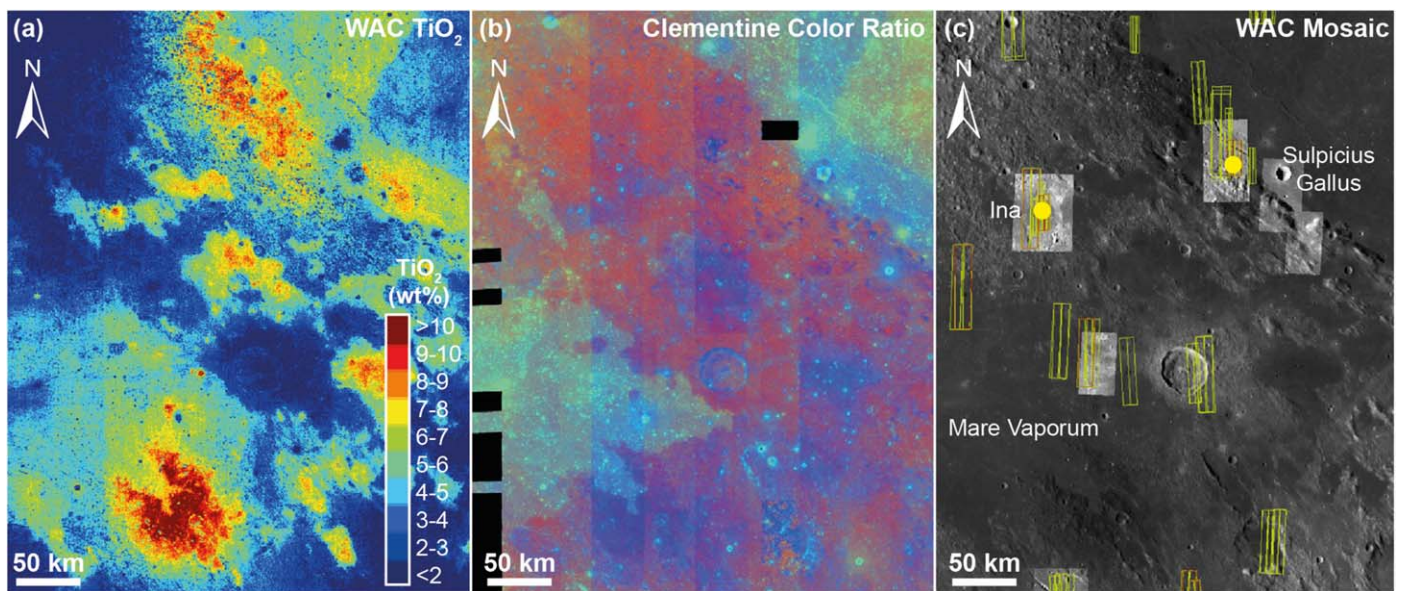 (a)
WAC TiO₂
N
TiO₂
(wt%)
>10
9-10
8-9
7-8
6-7
5-6
4-5
3-4
2-3
<2
50 km
(b)
Clementine Color Ratio
N
50 km
(c)
WAC Mosaic
N
Sulpicius
Gallus
Ina
Mare Vaporum
50 km